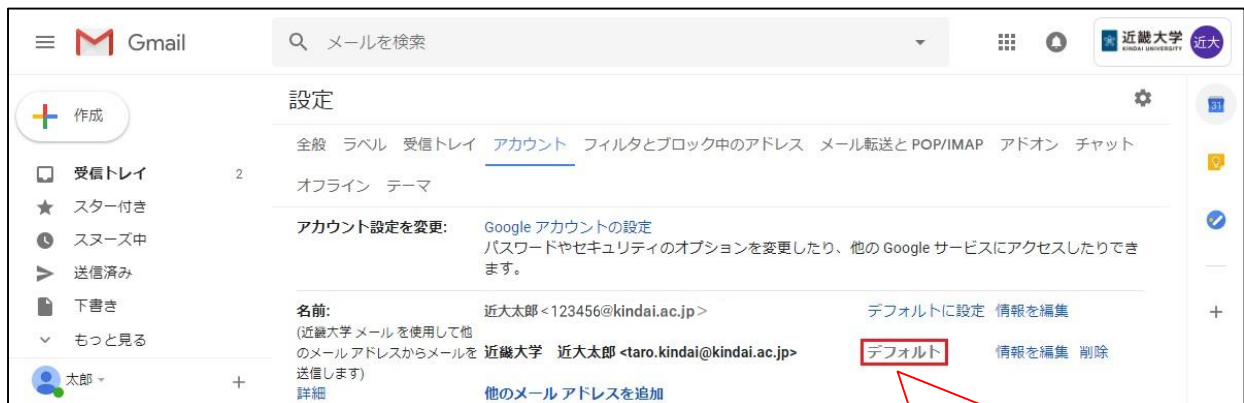 Gmail
メールを検索
近畿大学
KINDAI UNIVERSITY
近大
作成
受信トレイ 2
スター付き
スヌーズ中
送信済み
下書き
もっと見る
太郎
設定
全般 ラベル 受信トレイ アカウント フィルタとブロック中のアドレス メール転送と POP/IMAP アドオン チャット
オフライン テーマ
アカウント設定を変更: Google アカウントの設定
パスワードやセキュリティのオプションを変更したり、他の Google サービスにアクセスしたりでき
ます。
名前: 近大太郎<123456@kindai.ac.jp> デフォルトに設定 情報を編集
(近畿大学 メール を使用して他
のメール アドレスからメールを 近畿大学 近大太郎 <taro.kindai@kindai.ac.jp> デフォルト 情報を編集 削除
送信します)
詳細 他のメール アドレスを追加
31